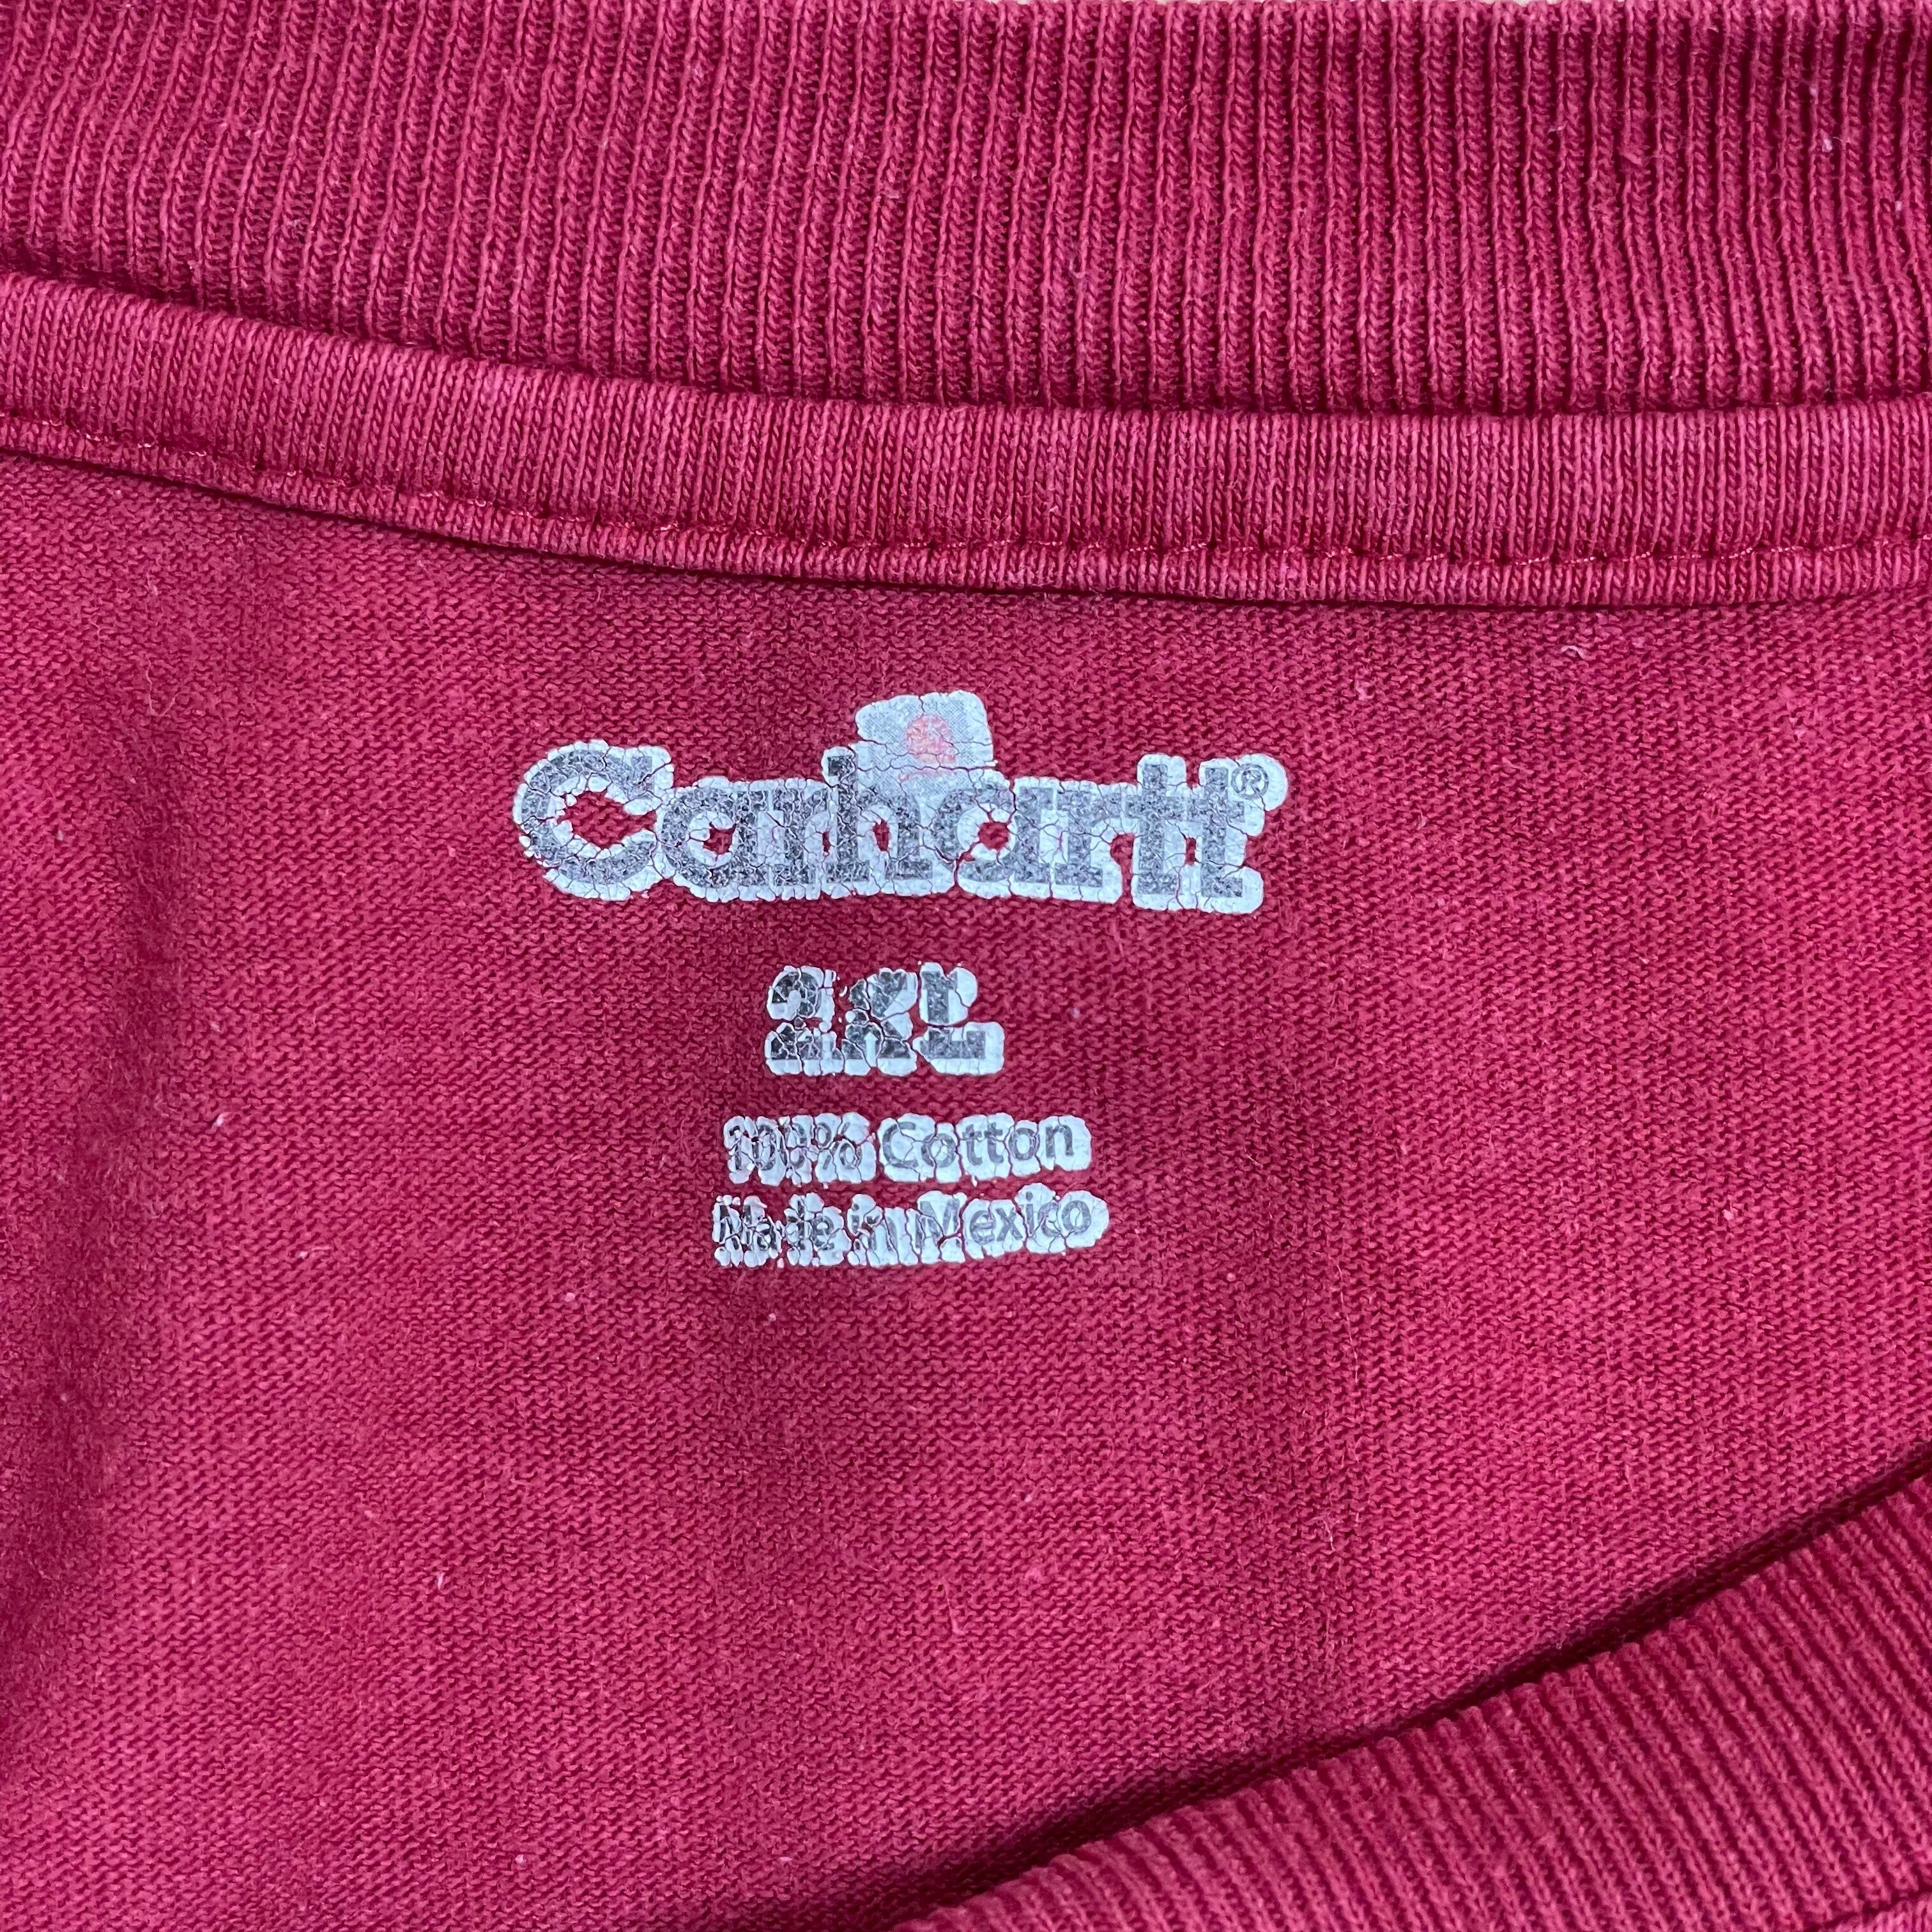 Carhartt®
2XL
100% Cotton
Made in Mexico